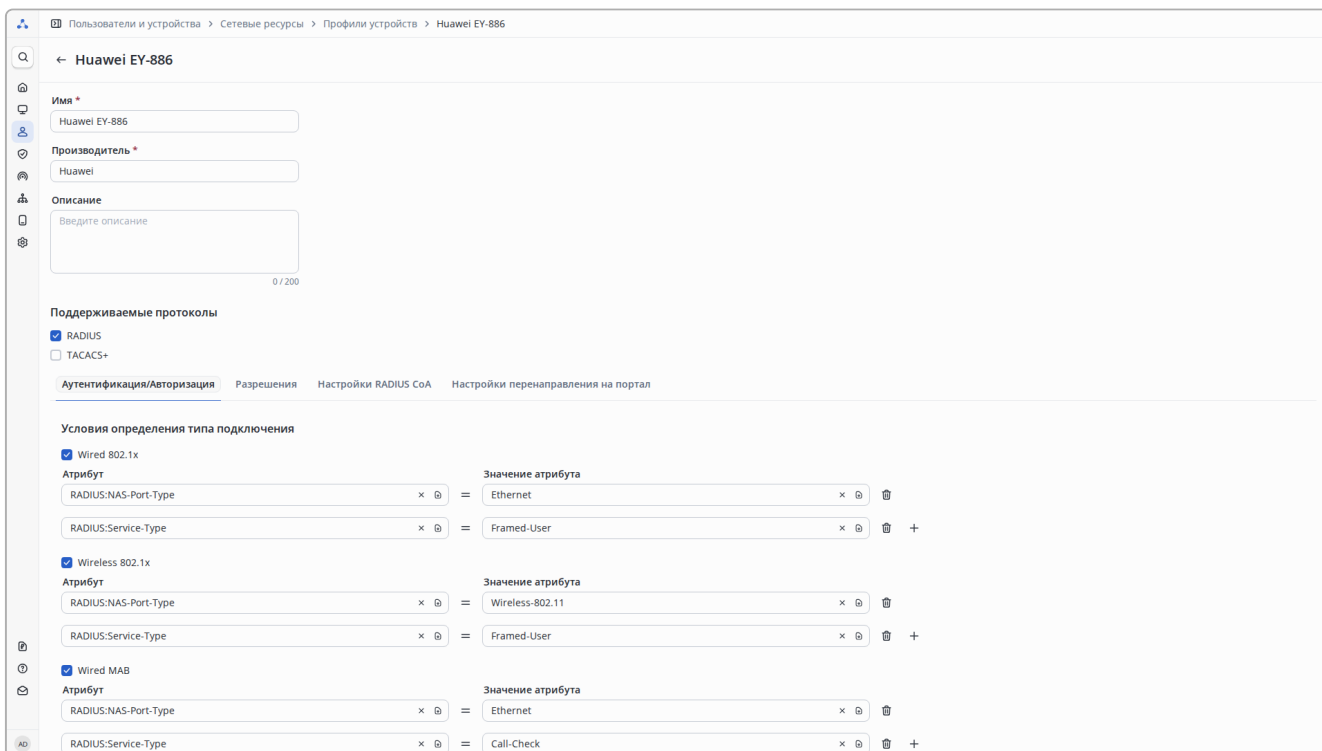 Пользователи и устройства > Сетевые ресурсы > Профили устройств > Huawei EY-886
← Huawei EY-886
Имя *
Huawei EY-886
Производитель *
Huawei
Описание
Введите описание
0 / 200
Поддерживаемые протоколы
RADIUS
TACACS+
Аутентификация/Авторизация Разрешения Настройки RADIUS CoA Настройки перенаправления на портал
Условия определения типа подключения
Wired 802.1x
Атрибут Значение атрибута
RADIUS:NAS-Port-Type = Ethernet
RADIUS:Service-Type = Framed-User
Wireless 802.1x
Атрибут Значение атрибута
RADIUS:NAS-Port-Type = Wireless-802.11
RADIUS:Service-Type = Framed-User
Wired MAB
Атрибут Значение атрибута
RADIUS:NAS-Port-Type = Ethernet
AD RADIUS:Service-Type = Call-Check